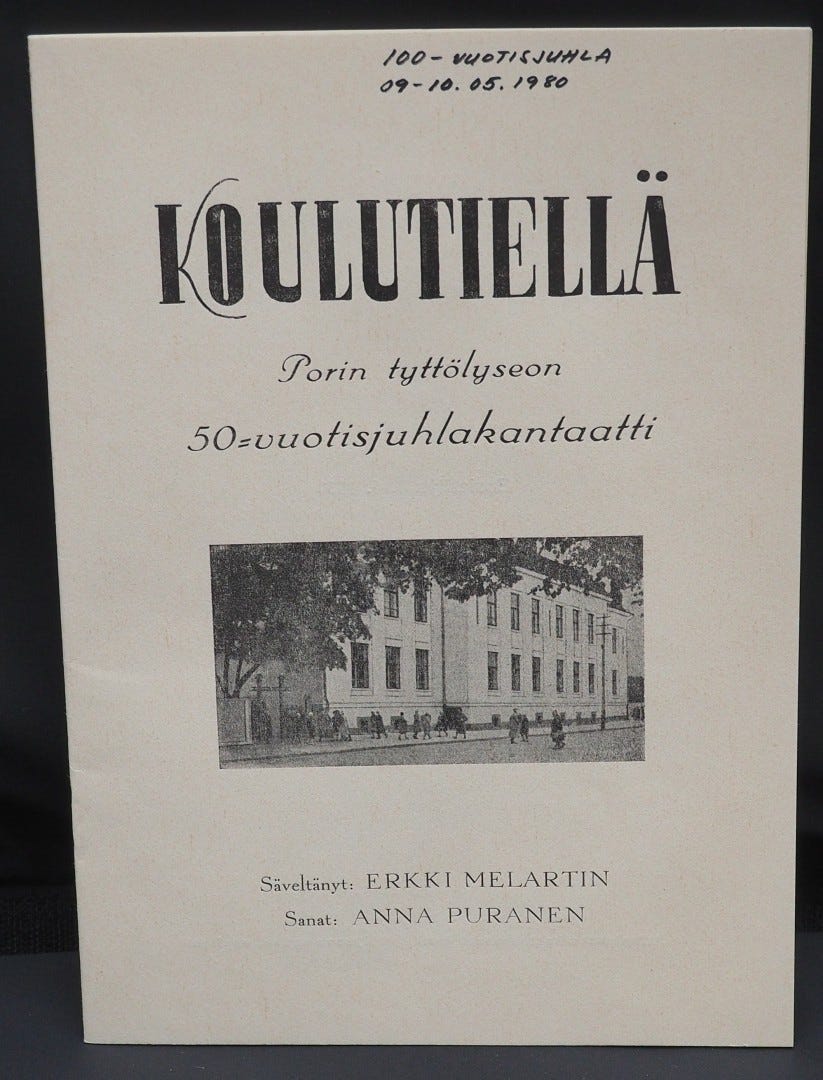 100-VUOTISJUHLA
09-10.05.1980
KOULUTIELLÄ
Porin tyttölyseon
50=vuotisjuhlakantaatti
Säveltänyt: ERKKI MELARTIN
Sanat: ANNA PURANEN